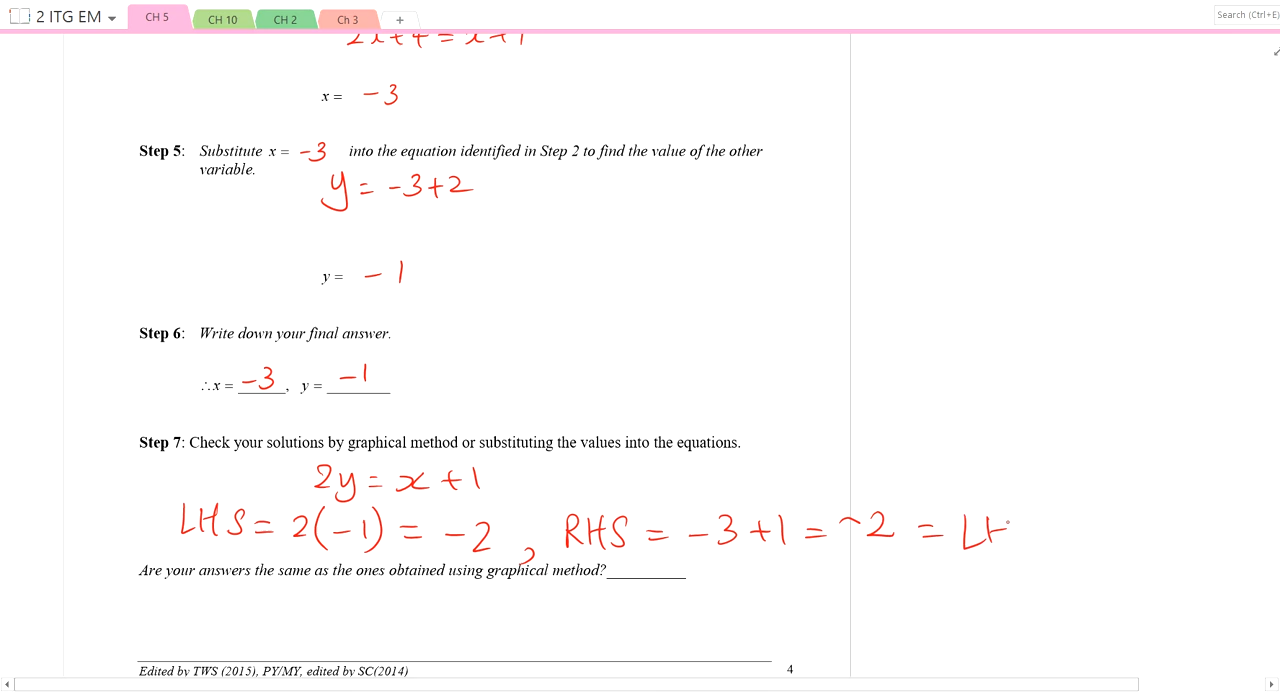 2 ITG EM
CH 5
CH 10
CH 2
Ch 3
+
Search (Ctrl+E)
2x+4 = x+1
x = -3
Step 5: Substitute x = -3 into the equation identified in Step 2 to find the value of the other
variable.
y = -3+2
y = -1
Step 6: Write down your final answer.
∴x = -3, y = -1
Step 7: Check your solutions by graphical method or substituting the values into the equations.
2y = x+1
LHS = 2(-1) = -2, RHS = -3+1 = -2 = LH
Are your answers the same as the ones obtained using graphical method?__________
Edited by TWS (2015), PY/MY, edited by SC(2014)
4